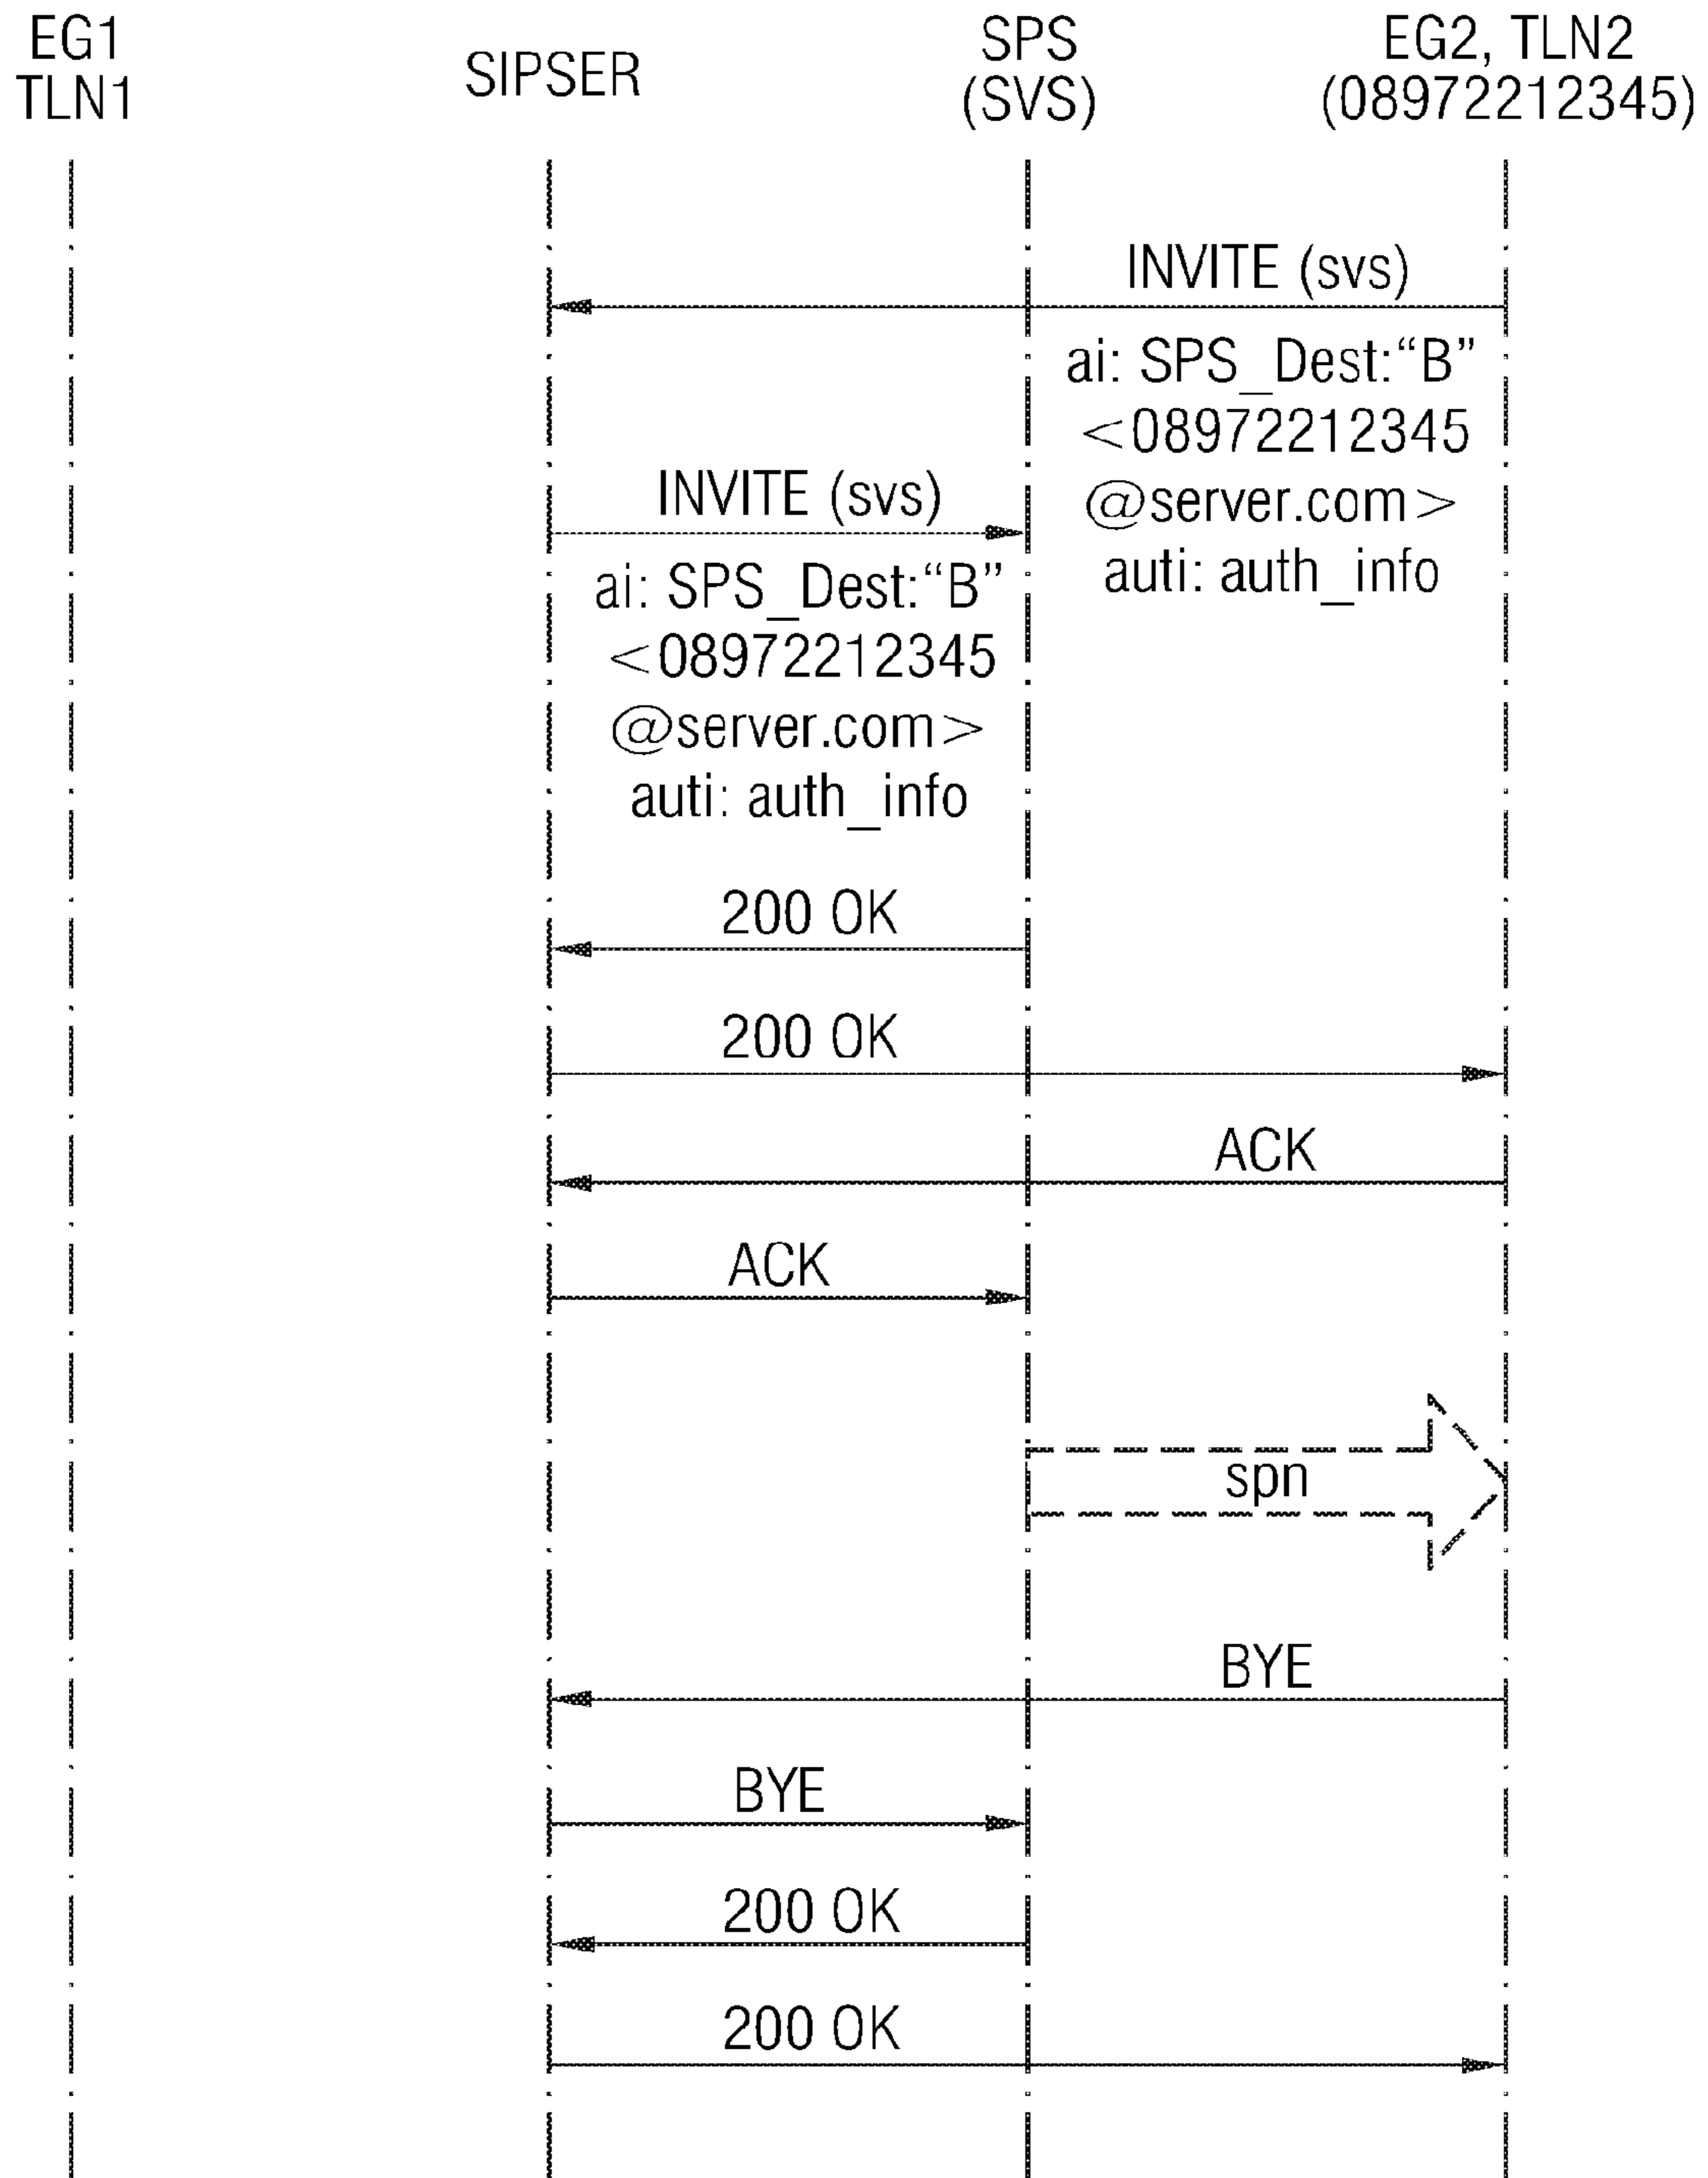 EG1
TLN1
SIPSER
SPS
(SVS)
EG2, TLN2
(08972212345)
INVITE (svs)
ai: SPS_Dest:“B”
<08972212345
@server.com>
auti: auth_info
INVITE (svs)
ai: SPS_Dest:“B”
<08972212345
@server.com>
auti: auth_info
200 OK
200 OK
ACK
ACK
spn
BYE
BYE
200 OK
200 OK